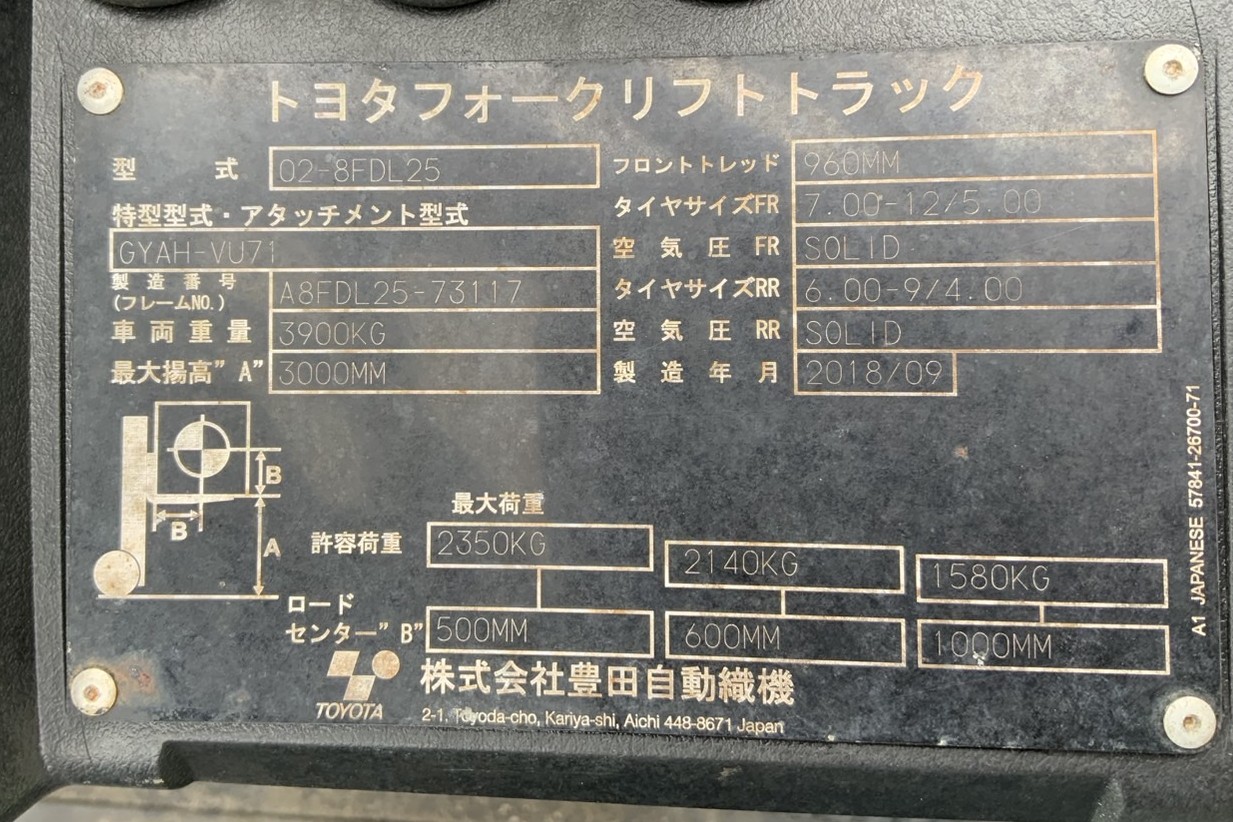 トヨタフォークリフトトラック
型式 02-8FDL25
特型型式・アタッチメント型式
GYAH-VU71
製造番号
(フレームNO.) A8FDL25-73117
車両重量 3900KG
最大揚高"A" 3000MM
フロントトレッド 960MM
タイヤサイズFR 7.00-12/5.00
空気圧FR SOLID
タイヤサイズRR 6.00-9/4.00
空気圧RR SOLID
製造年月 2018/09
B
B
A
最大荷重
許容荷重 2350KG 2140KG 1580KG
ロード
センター"B" 500MM 600MM 1000MM
TOYOTA
株式会社豊田自動織機
2-1, Toyoda-cho, Kariya-shi, Aichi 448-8671 Japan
A1 JAPANESE 57841-26700-71